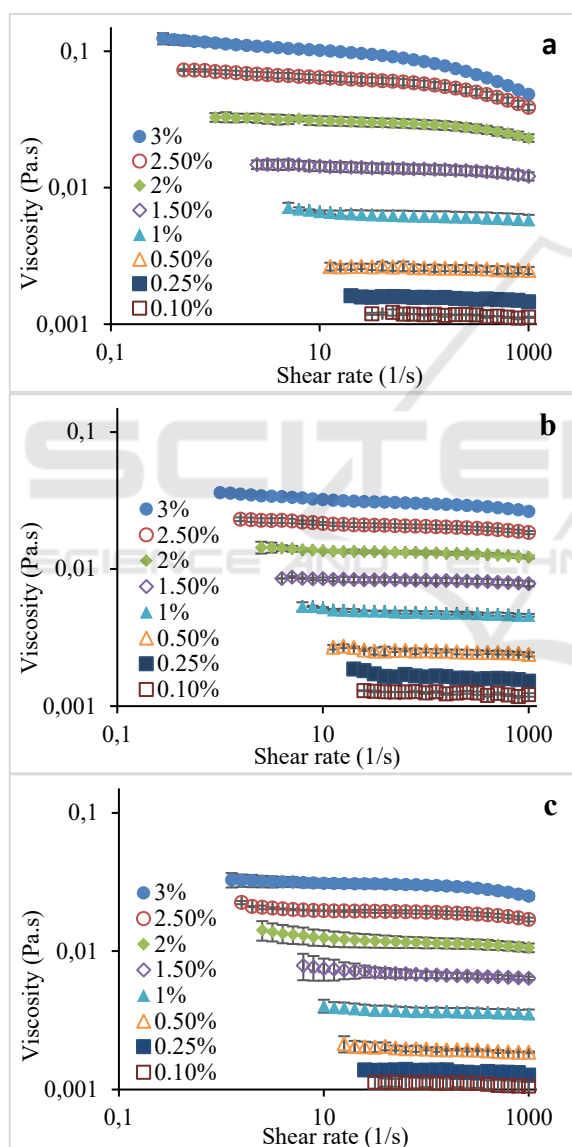 a
0,1
0,01
0,001
Viscosity (Pa.s)
3%
2.50%
2%
1.50%
1%
0.50%
0.25%
0.10%
0,1 10 1000
Shear rate (1/s)
b
0,1
0,01
0,001
Viscosity (Pa.s)
3%
2.50%
2%
1.50%
1%
0.50%
0.25%
0.10%
0,1 10 1000
Shear rate (1/s)
c
0,1
0,01
0,001
Viscosity (Pa.s)
3%
2.50%
2%
1.50%
1%
0.50%
0.25%
0.10%
0,1 10 1000
Shear rate (1/s)
SCITE
SCIENCE AND TECHN